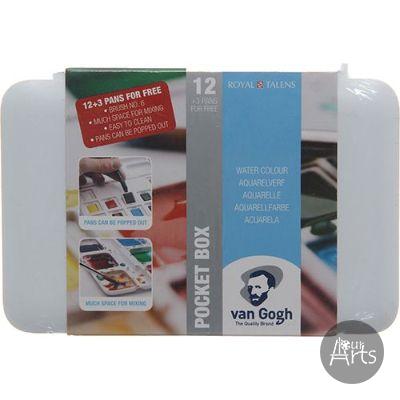 12+3 PANS FOR FREE
• BRUSH NO. 6
• MUCH SPACE FOR MIXING
• EASY TO CLEAN
• PANS CAN BE POPPED OUT
PANS CAN BE POPPED OUT
MUCH SPACE FOR MIXING
12
+3 PANS
FOR FREE
POCKET BOX
ROYAL TALENS
WATER COLOUR
AQUARELVERF
AQUARELLE
AQUARELLFARBE
ACUARELA
van Gogh
The Quality Brand
Your
Arts